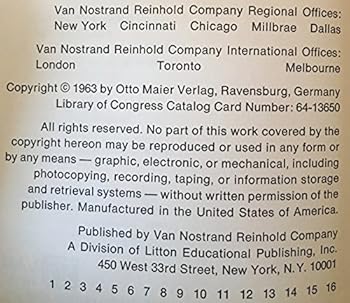 Van Nostrand Reinhold Company Regional Offices:
New York Cincinnati Chicago Millbrae Dallas
Van Nostrand Reinhold Company International Offices:
London Toronto Melbourne
Copyright © 1963 by Otto Maier Verlag, Ravensburg, Germany
Library of Congress Catalog Card Number: 64-13650
All rights reserved. No part of this work covered by the
copyright hereon may be reproduced or used in any form or
by any means — graphic, electronic, or mechanical, including
photocopying, recording, taping, or information storage
and retrieval systems — without written permission of the
publisher. Manufactured in the United States of America.
Published by Van Nostrand Reinhold Company
A Division of Litton Educational Publishing, Inc.
450 West 33rd Street, New York, N.Y. 10001
1 2 3 4 5 6 7 8 9 10 11 12 13 14 15 16